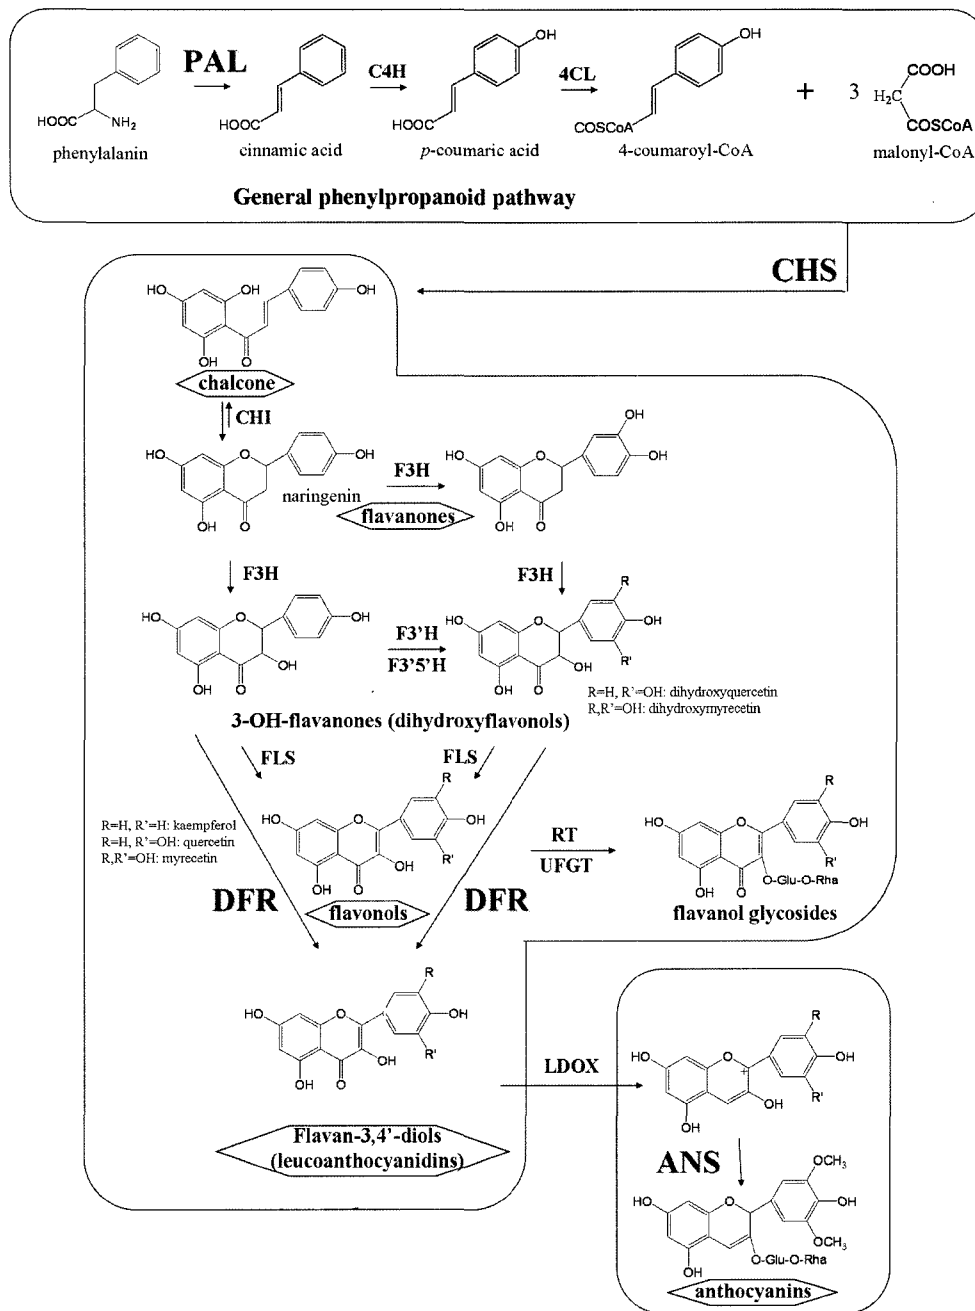 PAL
C4H
4CL
OH
OH
HOOC
NH2
HOOC
HOOC
COSCoA
+
3
COOH
H2C
COSCoA
phenylalanin
cinnamic acid
p-coumaric acid
4-coumaroyl-CoA
malonyl-CoA
General phenylpropanoid pathway
CHS
HO
OH
OH
OH
O
chalcone
CHI
HO
O
OH
OH
O
naringenin
F3H
flavanones
HO
O
OH
OH
OH
O
F3H
F3H
HO
O
OH
OH
OH
O
F3'H
F3'5'H
HO
O
R
OH
R'
OH
OH
O
R=H, R'=OH: dihydroxyquercetin
R,R'=OH: dihydroxymyrecetin
3-OH-flavanones (dihydroxyflavonols)
FLS
FLS
R=H, R'=H: kaempferol
R=H, R'=OH: quercetin
R,R'=OH: myrecetin
HO
O
R
OH
R'
OH
OH
O
RT
UFGT
HO
O
R
OH
R'
O-Glu-O-Rha
OH
O
DFR
flavonols
DFR
flavanol glycosides
HO
O
R
OH
R'
OH
OH
O
LDOX
HO
O
+
R
OH
R'
OH
OH
Flavan-3,4'-diols
(leucoanthocyanidins)
ANS
HO
O
OCH3
OH
OCH3
O-Glu-O-Rha
OH
anthocyanins